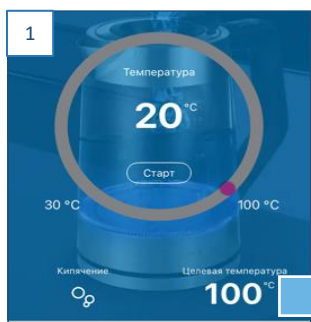 1
Температура
20 °C
Старт
30 °C
100 °C
Кипячение
Целевая температура
100 °C